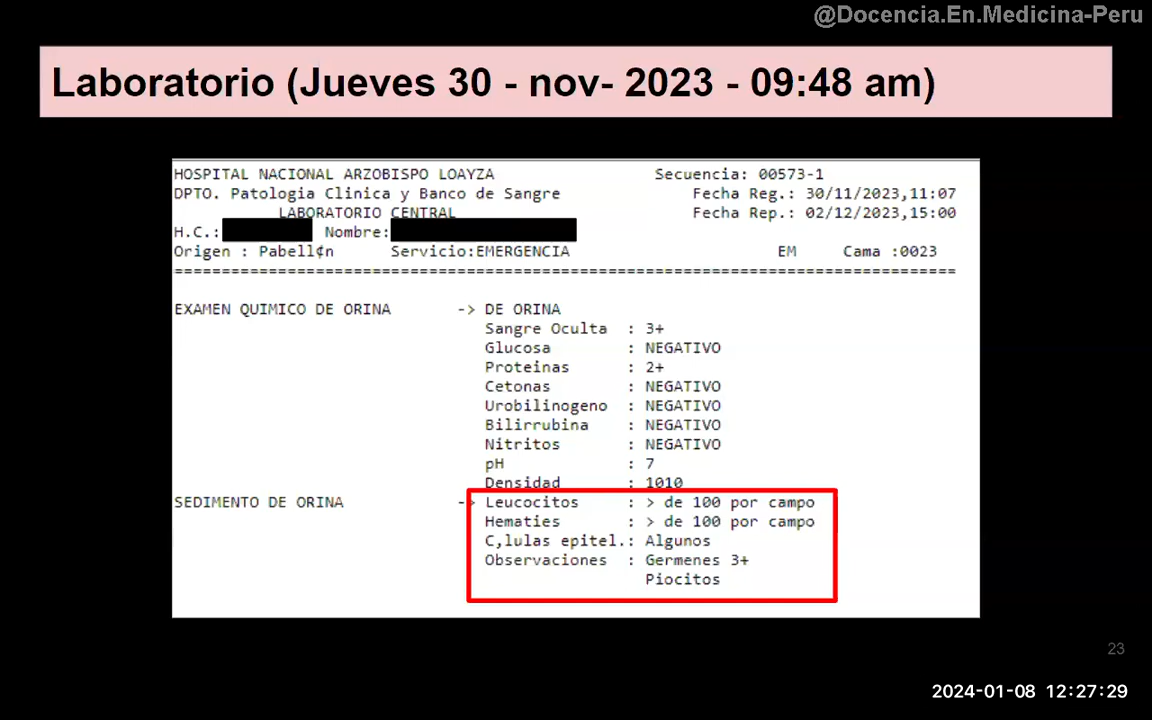 @Docencia.En.Medicina-Peru
Laboratorio (Jueves 30 - nov- 2023 - 09:48 am)
HOSPITAL NACIONAL ARZOBISPO LOAYZA Secuencia: 00573-1
DPTO. Patologia Clinica y Banco de Sangre Fecha Reg.: 30/11/2023,11:07
LABORATORIO CENTRAL Fecha Rep.: 02/12/2023,15:00
H.C.: Nombre:
Origen : Pabell¢n Servicio:EMERGENCIA EM Cama :0023
===================================================================================
EXAMEN QUIMICO DE ORINA -> DE ORINA
Sangre Oculta : 3+
Glucosa : NEGATIVO
Proteinas : 2+
Cetonas : NEGATIVO
Urobilinogeno : NEGATIVO
Bilirrubina : NEGATIVO
Nitritos : NEGATIVO
pH : 7
Densidad : 1010
SEDIMENTO DE ORINA -> Leucocitos : > de 100 por campo
Hematies : > de 100 por campo
C,lulas epitel.: Algunos
Observaciones : Germenes 3+
Piocitos
23
2024-01-08 12:27:29